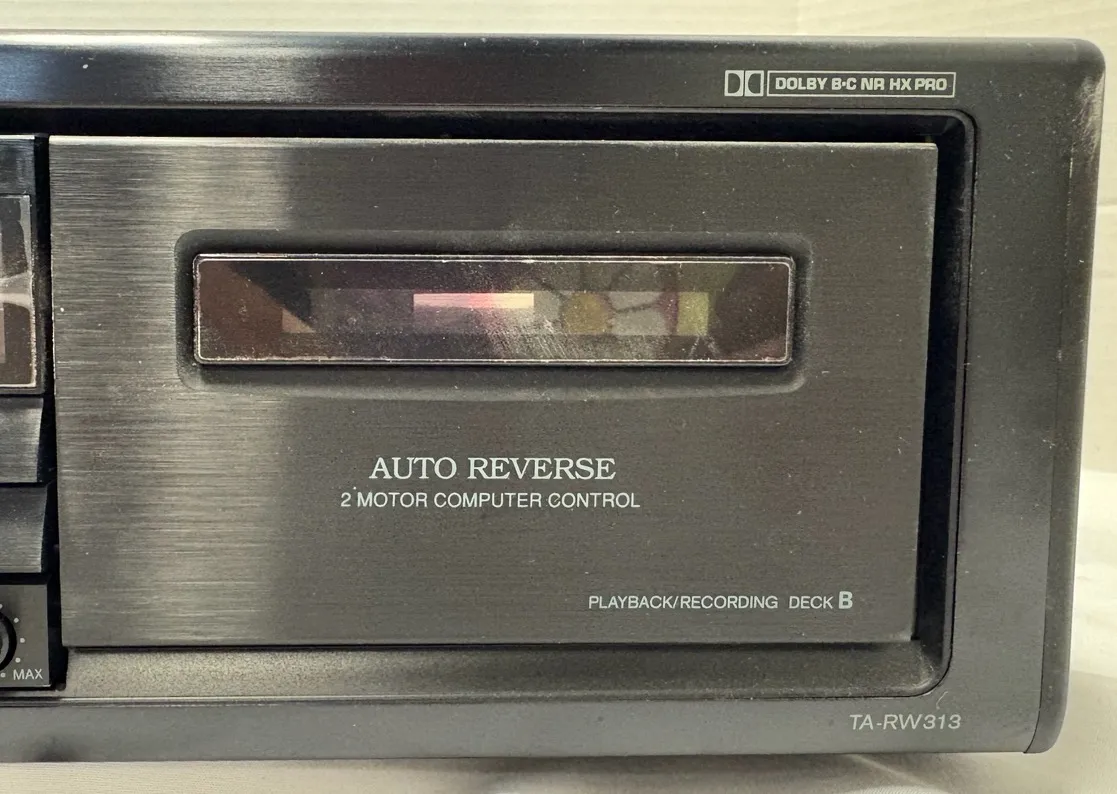 DOLBY B·C NR HX PRO
AUTO REVERSE
2 MOTOR COMPUTER CONTROL
PLAYBACK/RECORDING DECK B
MAX
TA-RW313